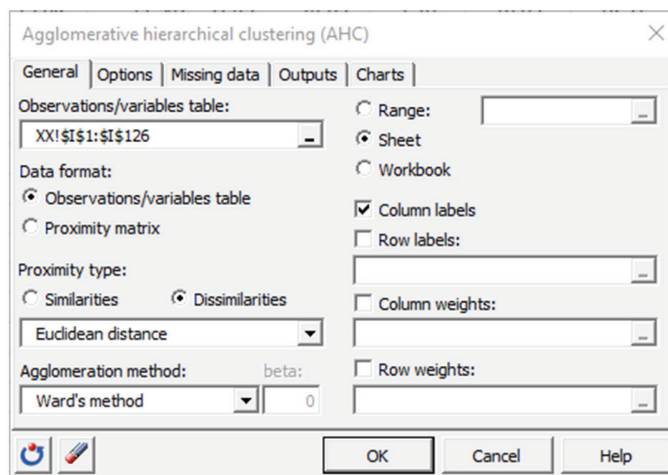 Agglomerative hierarchical clustering (AHC)
General Options Missing data Outputs Charts
Observations/variables table:
XX!$I$1:$I$126
Data format:
Observations/variables table
Proximity matrix
Proximity type:
Similarities Dissimilarities
Euclidean distance
Agglomeration method: beta:
Ward's method 0
Range:
Sheet
Workbook
Column labels
Row labels:
Column weights:
Row weights:
OK Cancel Help